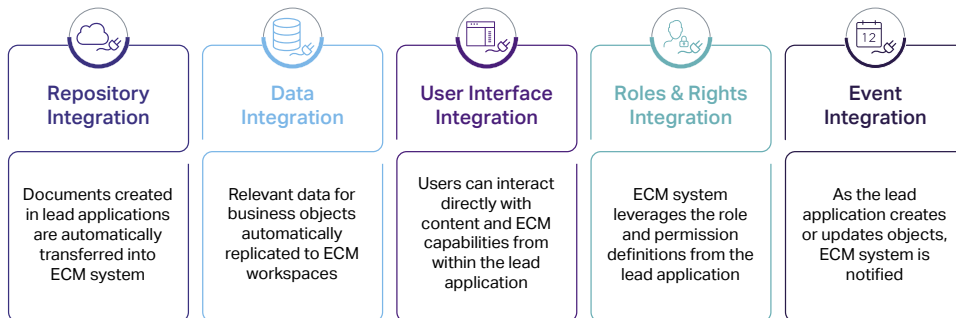 Repository
Integration
Documents created
in lead applications
are automatically
transferred into
ECM system
Data
Integration
Relevant data for
business objects
automatically
replicated to ECM
workspaces
User Interface
Integration
Users can interact
directly with
content and ECM
capabilities from
within the lead
application
Roles & Rights
Integration
ECM system
leverages the role
and permission
definitions from the
lead application
12
Event
Integration
As the lead
application creates
or updates objects,
ECM system is
notified